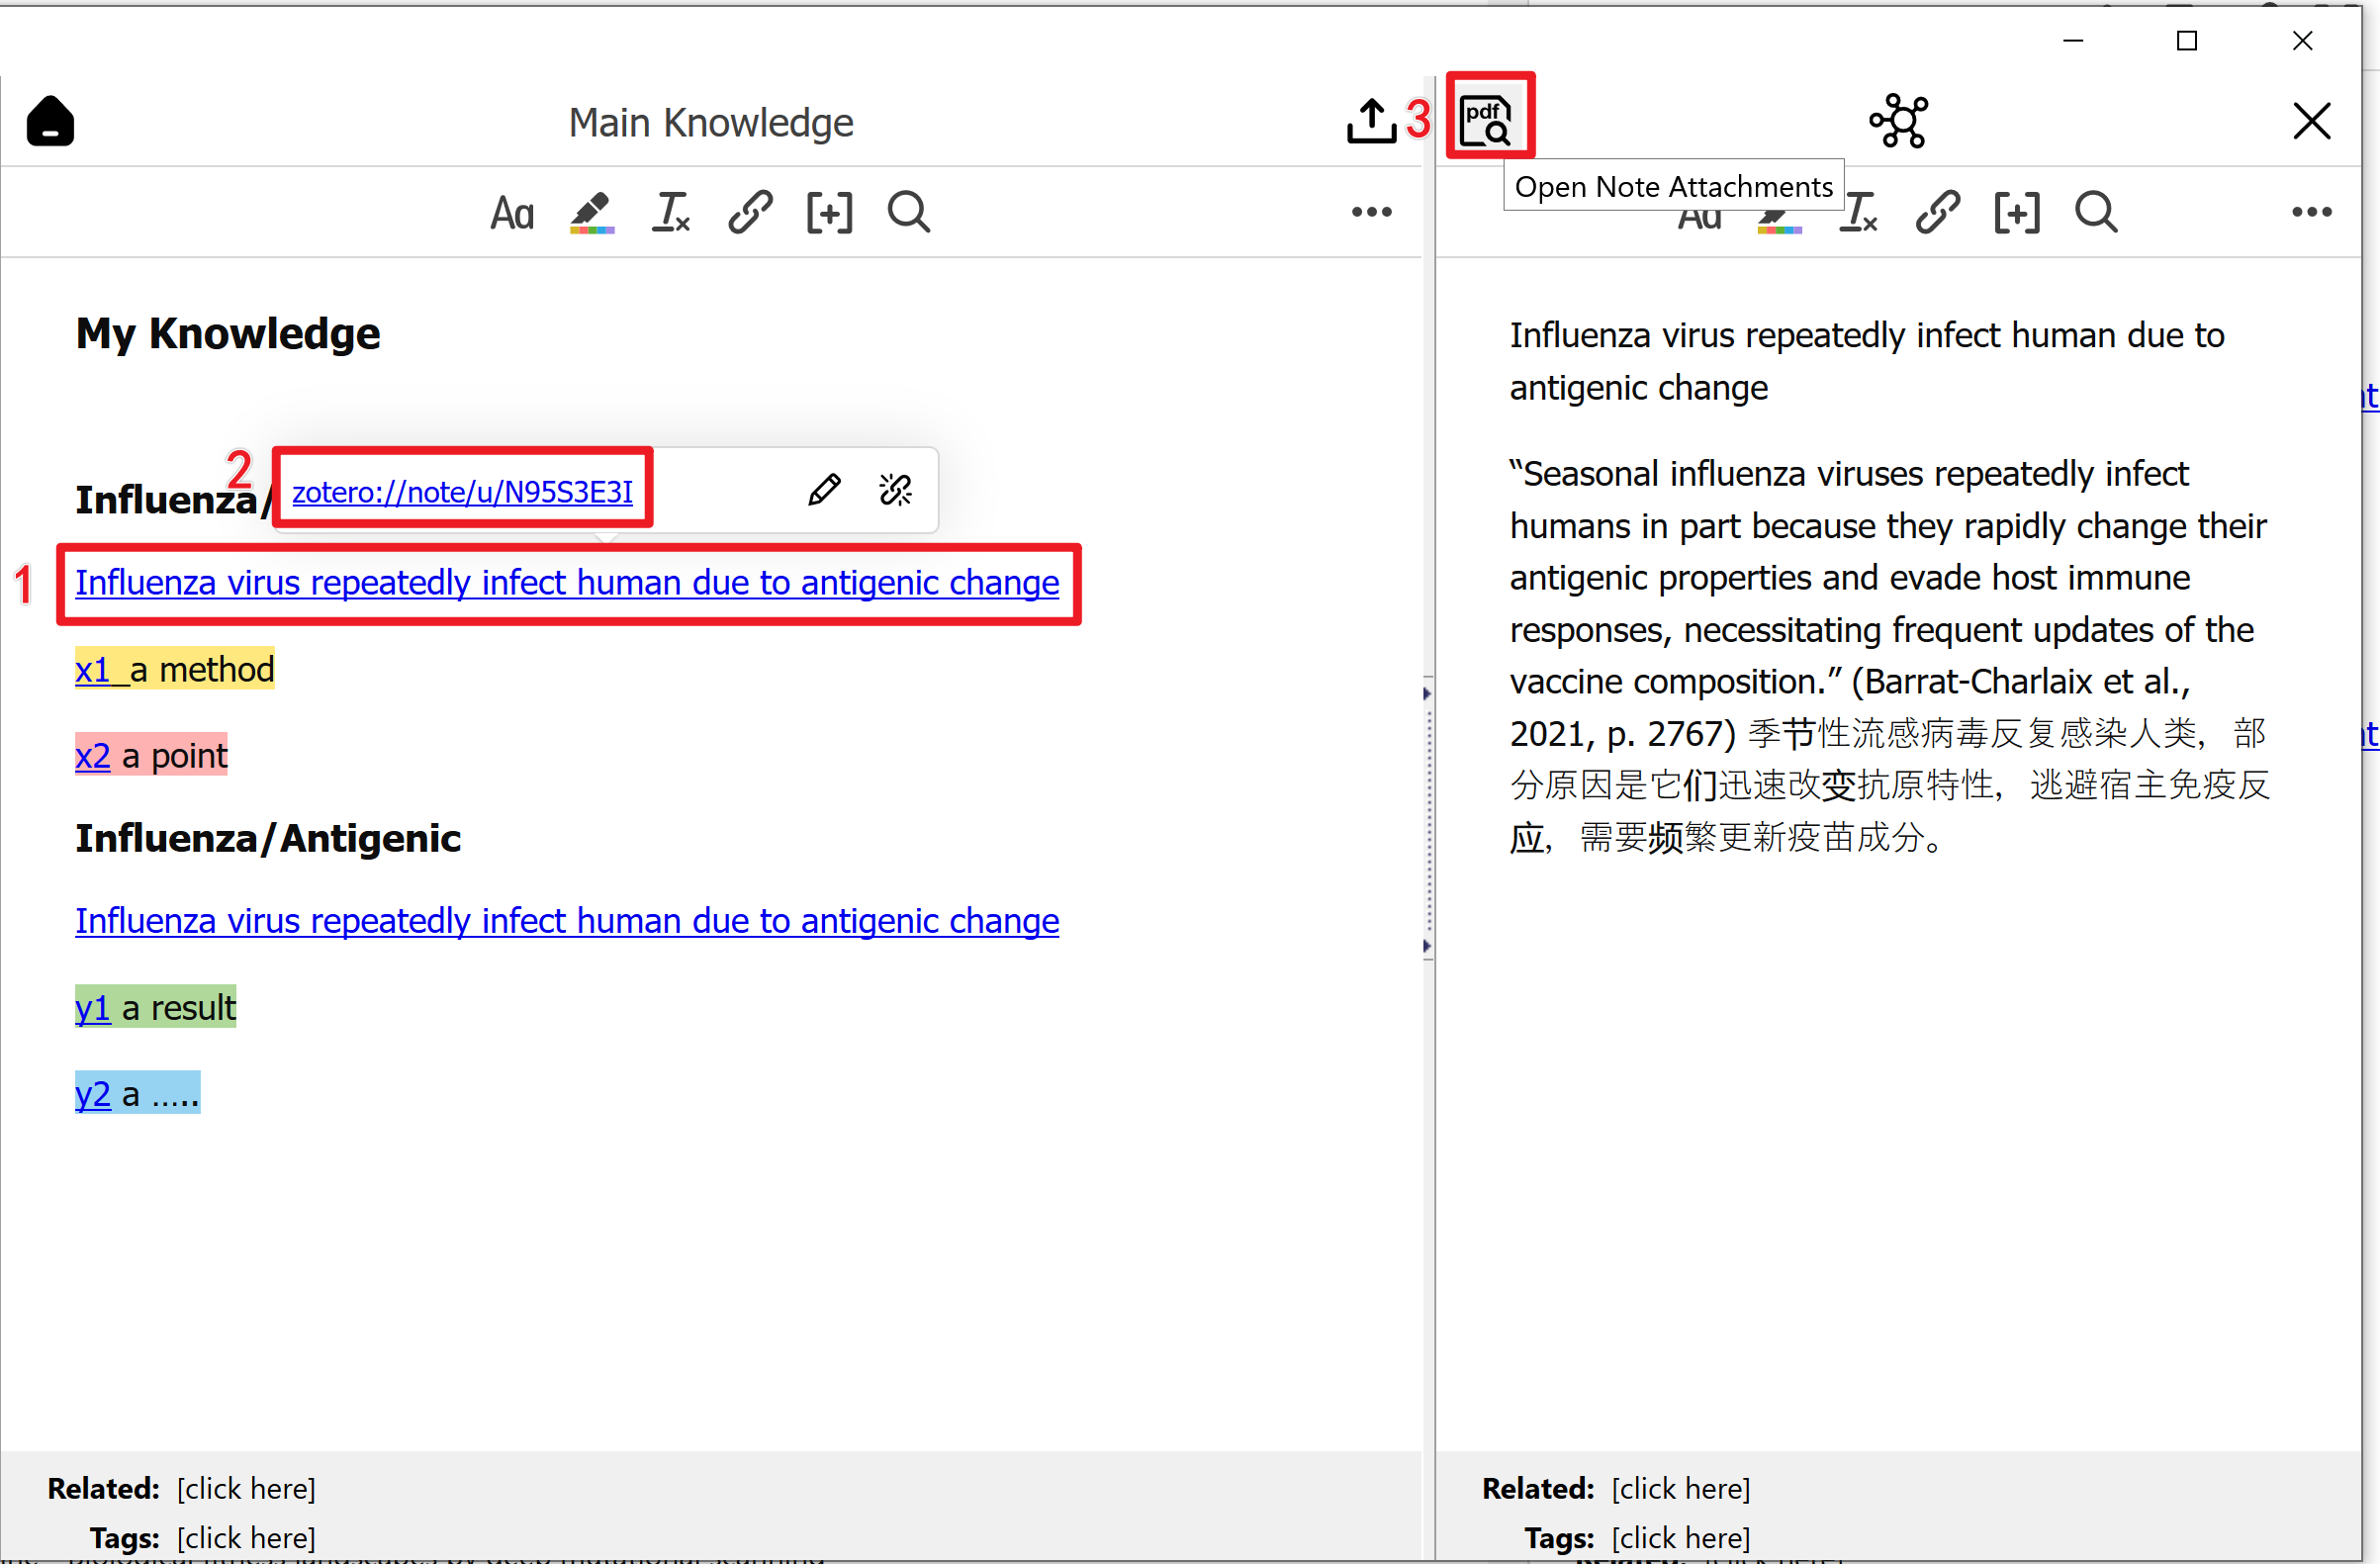 Main Knowledge
3
pdf
Open Note Attachments
Aa
Aa
My Knowledge
2
Influenza/
zotero://note/u/N95S3E3I
1
Influenza virus repeatedly infect human due to antigenic change
x1_a method
x2 a point
Influenza/Antigenic
Influenza virus repeatedly infect human due to antigenic change
y1 a result
y2 a .....
Related: [click here]
Tags: [click here]
Influenza virus repeatedly infect human due to
antigenic change
“Seasonal influenza viruses repeatedly infect
humans in part because they rapidly change their
antigenic properties and evade host immune
responses, necessitating frequent updates of the
vaccine composition.” (Barrat-Charlaix et al.,
2021, p. 2767) 季节性流感病毒反复感染人类，部
分原因是它们迅速改变抗原特性，逃避宿主免疫反
应，需要频繁更新疫苗成分。
Related: [click here]
Tags: [click here]